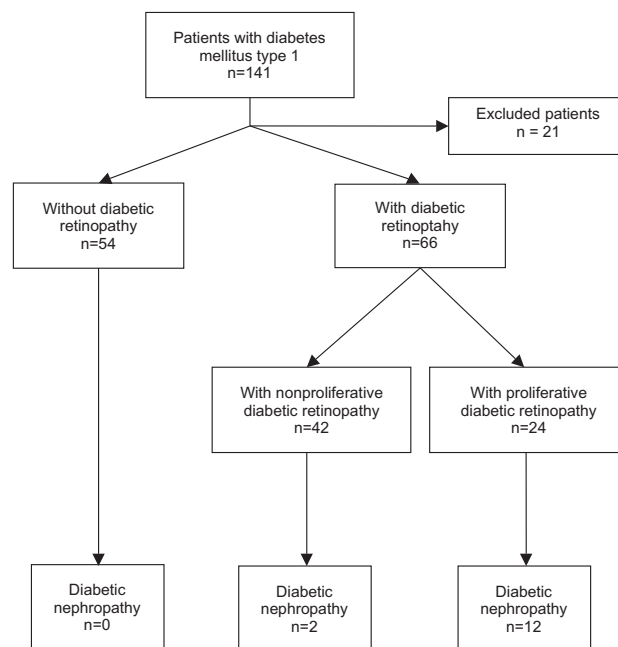 Patients with diabetes
mellitus type 1
n=141
Excluded patients
n = 21
Without diabetic
retinopathy
n=54
With diabetic
retinoptahy
n=66
With nonproliferative
diabetic retinopathy
n=42
With proliferative
diabetic retinopathy
n=24
Diabetic
nephropathy
n=0
Diabetic
nephropathy
n=2
Diabetic
nephropathy
n=12